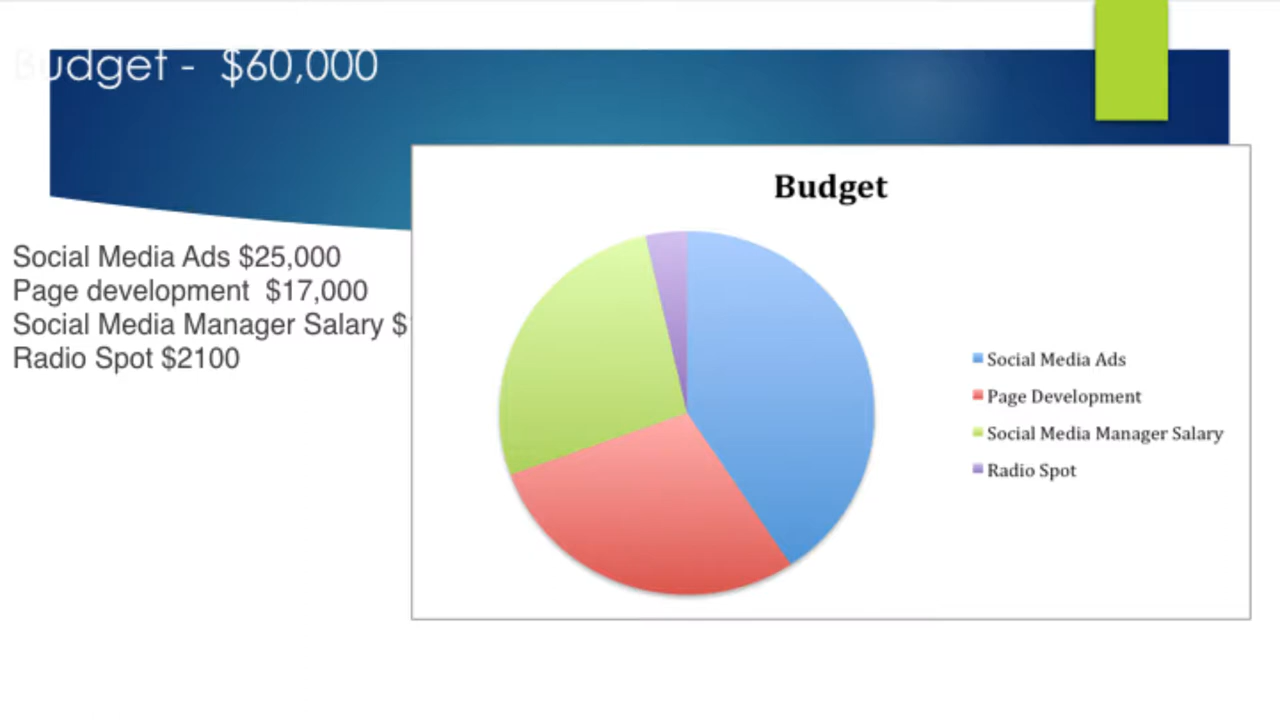 Budget - $60,000
Budget
Social Media Ads $25,000
Page development $17,000
Social Media Manager Salary $
Radio Spot $2100
Social Media Ads
Page Development
Social Media Manager Salary
Radio Spot